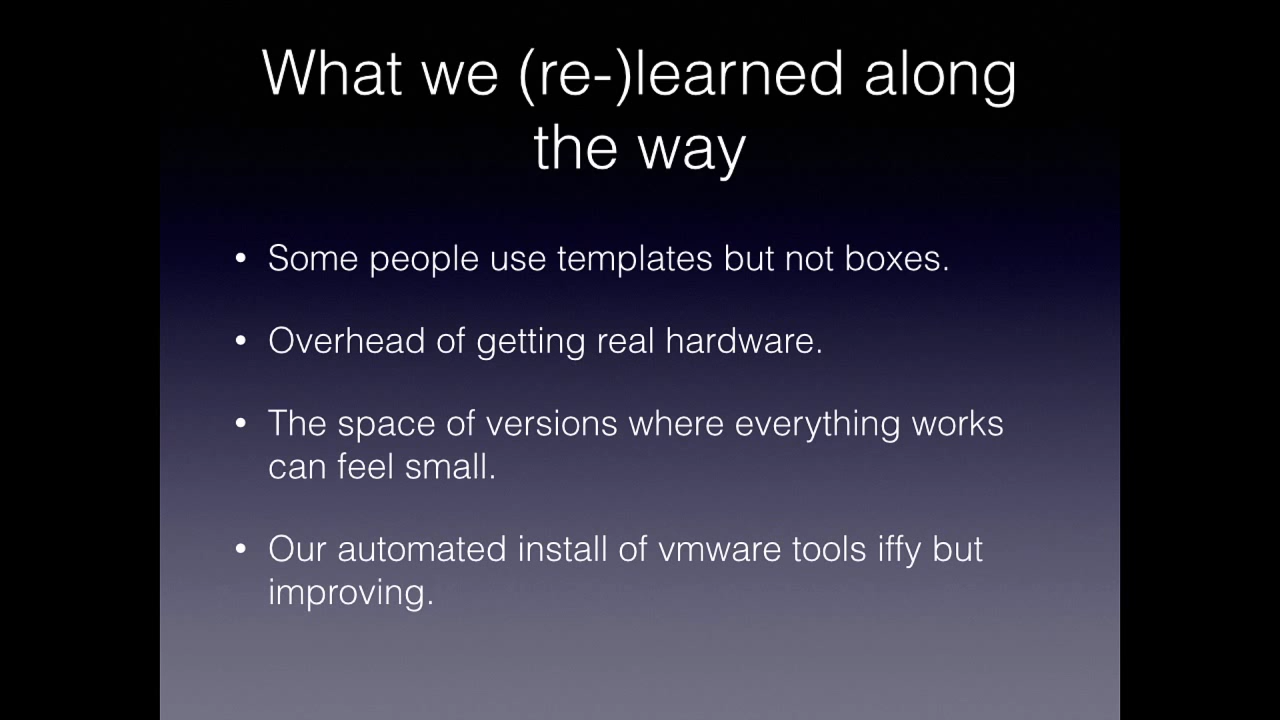 What we (re-)learned along
the way
• Some people use templates but not boxes.
• Overhead of getting real hardware.
• The space of versions where everything works
can feel small.
• Our automated install of vmware tools iffy but
improving.